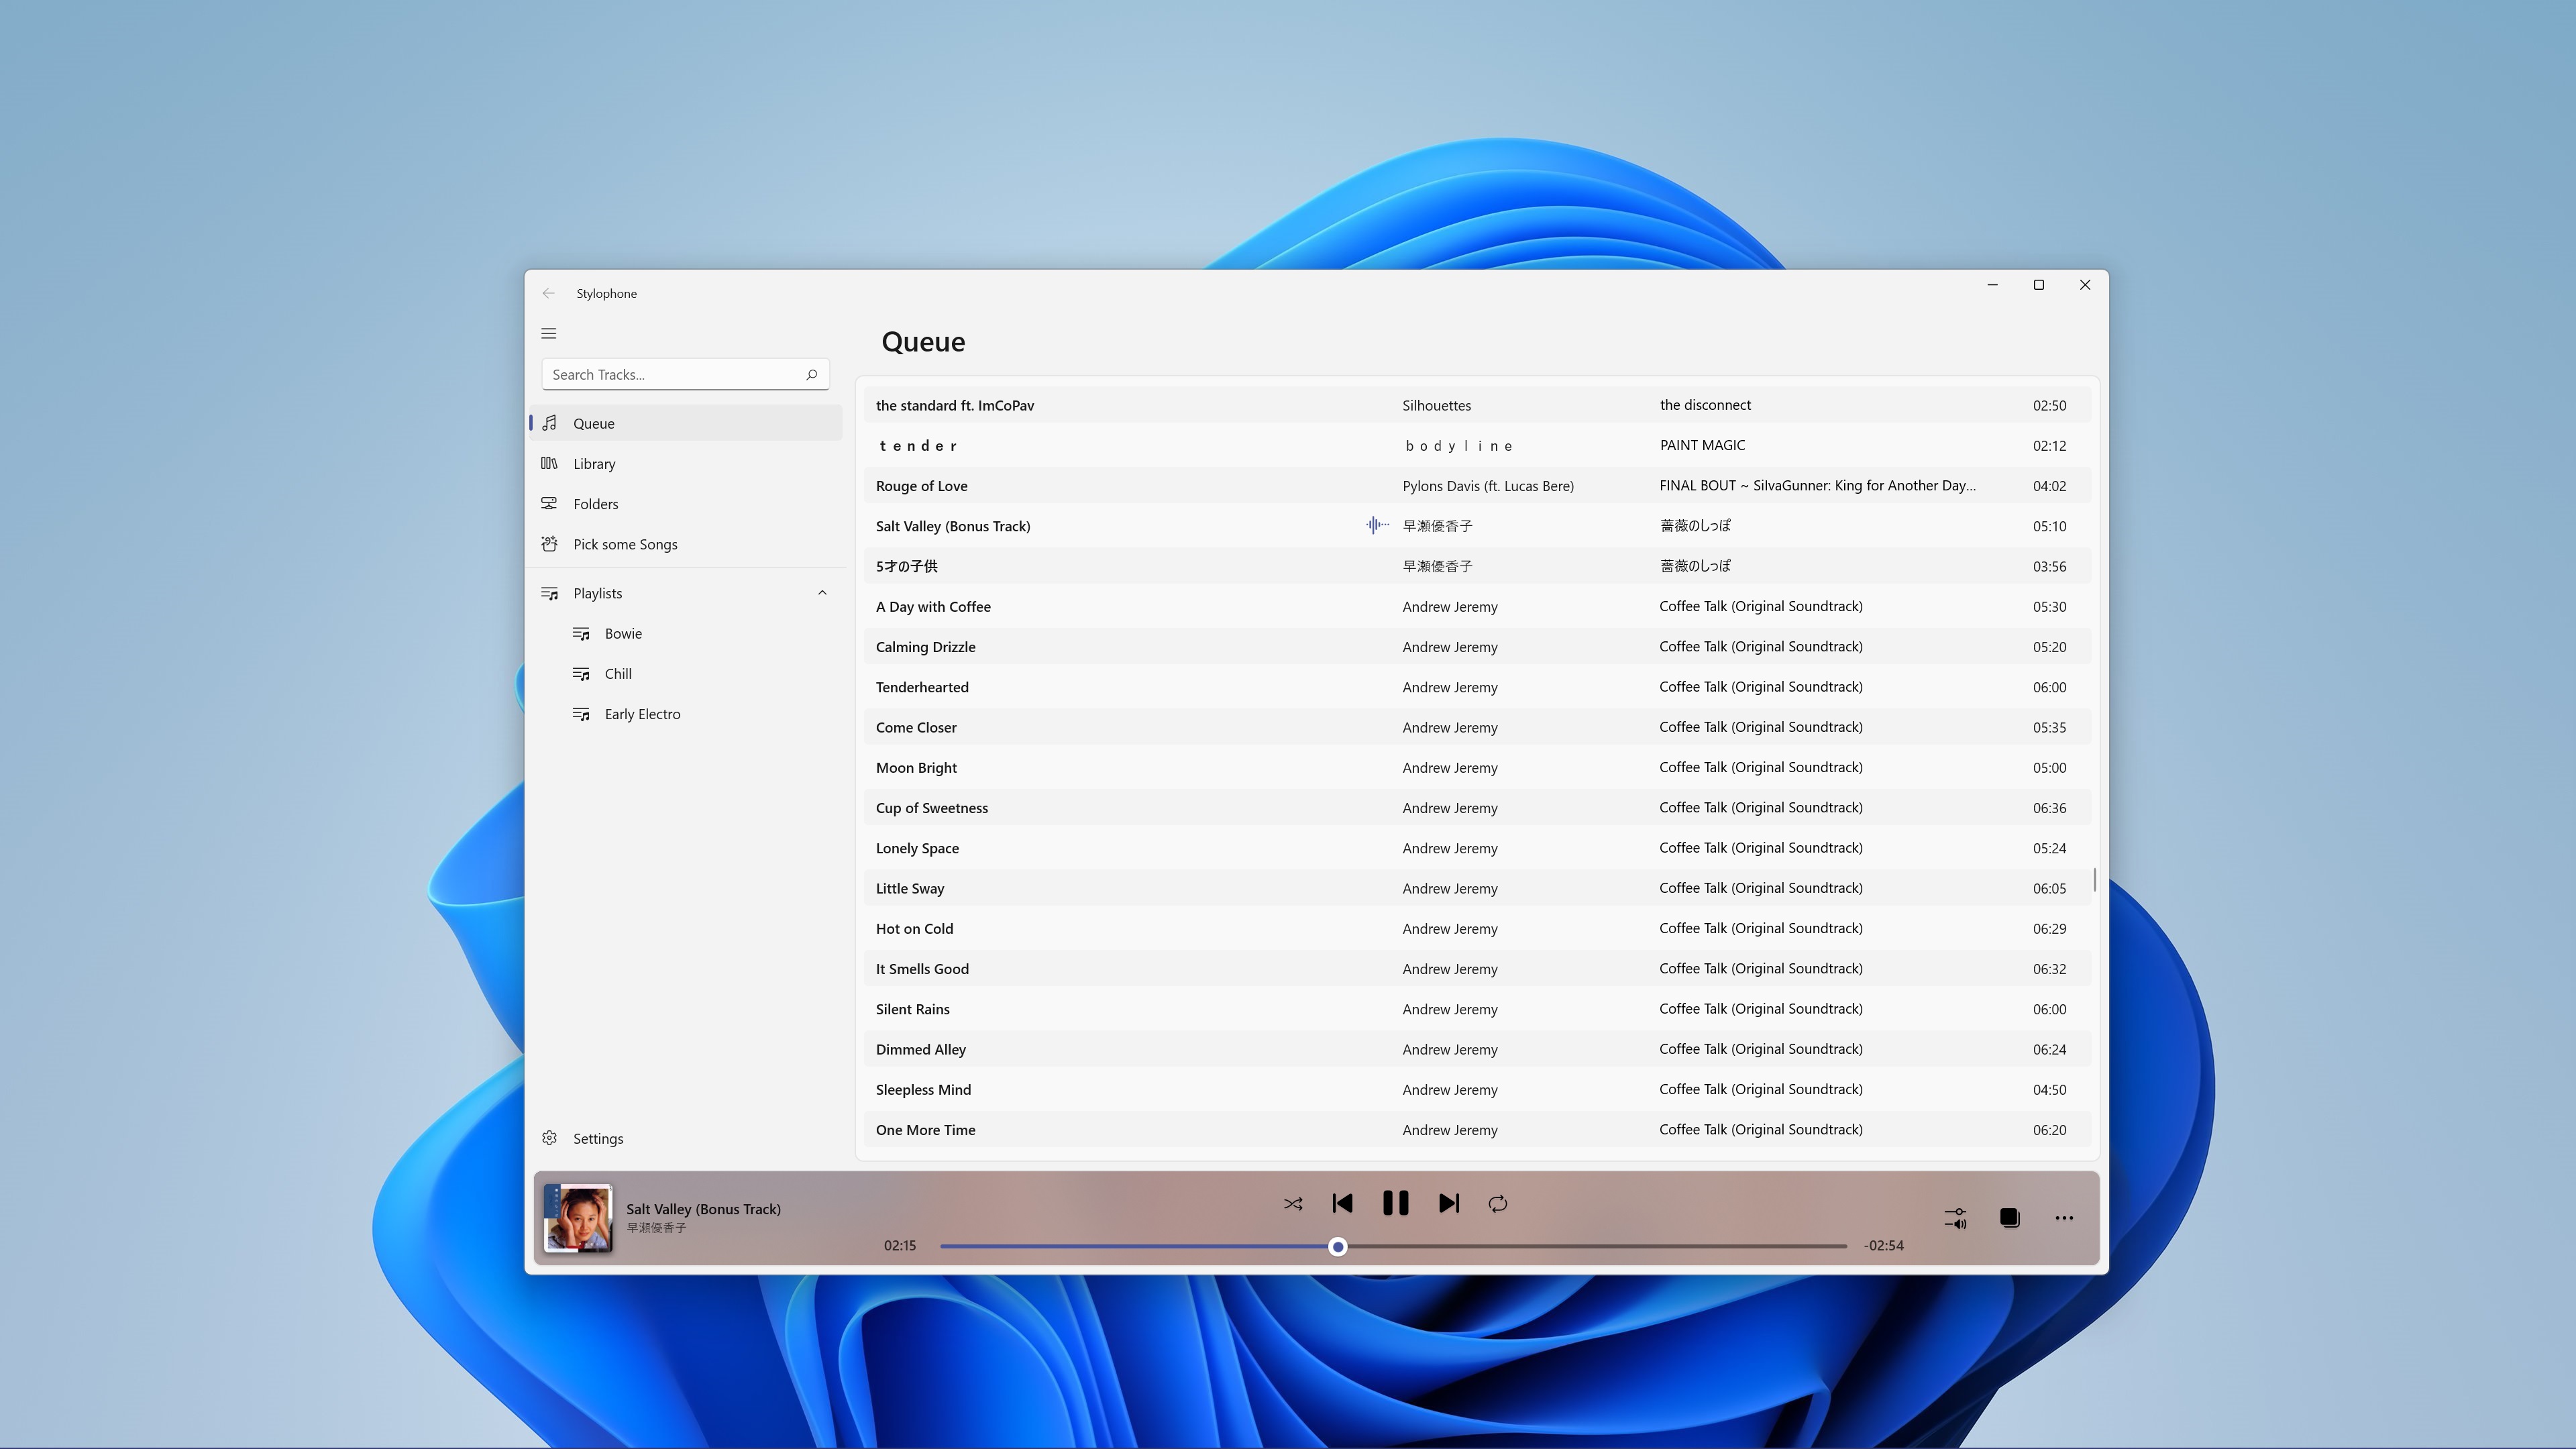 Stylophone
Queue
Search Tracks...
Queue
Library
Folders
Pick some Songs
Playlists
Bowie
Chill
Early Electro
Settings
the standard ft. ImCoPav Silhouettes the disconnect 02:50
ｔｅｎｄｅｒ ｂｏｄｙｌｉｎｅ PAINT MAGIC 02:12
Rouge of Love Pylons Davis (ft. Lucas Bere) FINAL BOUT ~ SilvaGunner: King for Another Day... 04:02
Salt Valley (Bonus Track) 早瀬優香子 薔薇のしっぽ 05:10
5才の子供 早瀬優香子 薔薇のしっぽ 03:56
A Day with Coffee Andrew Jeremy Coffee Talk (Original Soundtrack) 05:30
Calming Drizzle Andrew Jeremy Coffee Talk (Original Soundtrack) 05:20
Tenderhearted Andrew Jeremy Coffee Talk (Original Soundtrack) 06:00
Come Closer Andrew Jeremy Coffee Talk (Original Soundtrack) 05:35
Moon Bright Andrew Jeremy Coffee Talk (Original Soundtrack) 05:00
Cup of Sweetness Andrew Jeremy Coffee Talk (Original Soundtrack) 06:36
Lonely Space Andrew Jeremy Coffee Talk (Original Soundtrack) 05:24
Little Sway Andrew Jeremy Coffee Talk (Original Soundtrack) 06:05
Hot on Cold Andrew Jeremy Coffee Talk (Original Soundtrack) 06:29
It Smells Good Andrew Jeremy Coffee Talk (Original Soundtrack) 06:32
Silent Rains Andrew Jeremy Coffee Talk (Original Soundtrack) 06:00
Dimmed Alley Andrew Jeremy Coffee Talk (Original Soundtrack) 06:24
Sleepless Mind Andrew Jeremy Coffee Talk (Original Soundtrack) 04:50
One More Time Andrew Jeremy Coffee Talk (Original Soundtrack) 06:20
Salt Valley (Bonus Track)
早瀬優香子
02:15 -02:54